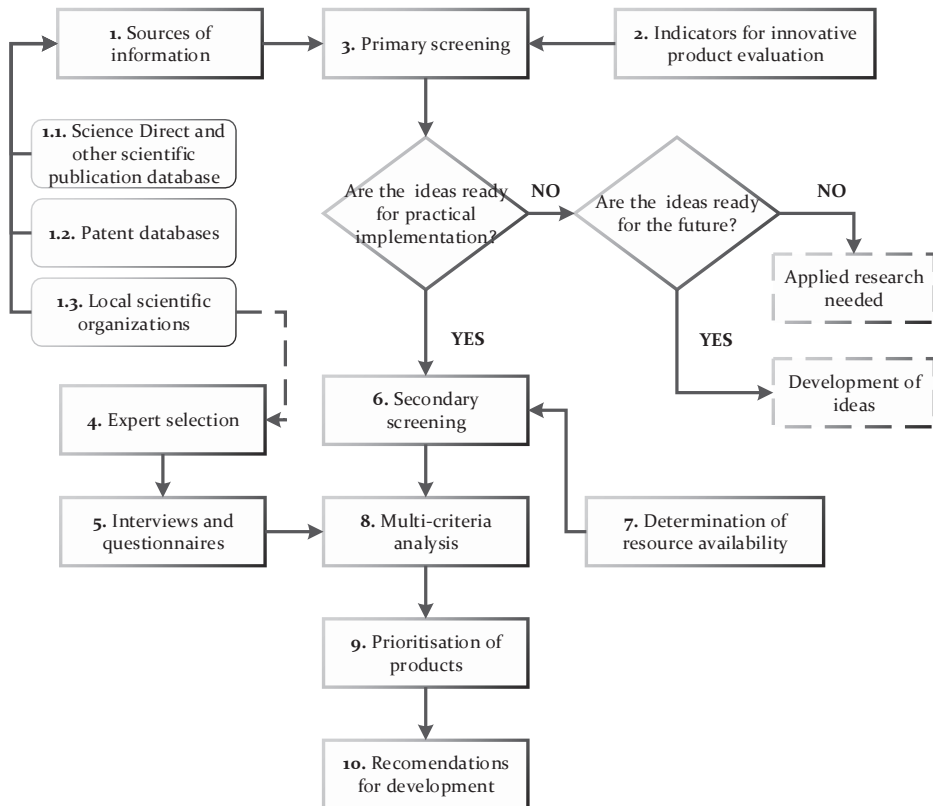 1. Sources of
information
3. Primary screening
2. Indicators for innovative
product evaluation
1.1. Science Direct and
other scientific
publication database
1.2. Patent databases
1.3. Local scientific
organizations
Are the ideas ready
for practical
implementation?
NO
Are the ideas ready
for the future?
NO
Applied research
needed
YES
YES
Development of
ideas
4. Expert selection
6. Secondary
screening
5. Interviews and
questionnaires
8. Multi-criteria
analysis
7. Determination of
resource availability
9. Prioritisation of
products
10. Recomendations
for development